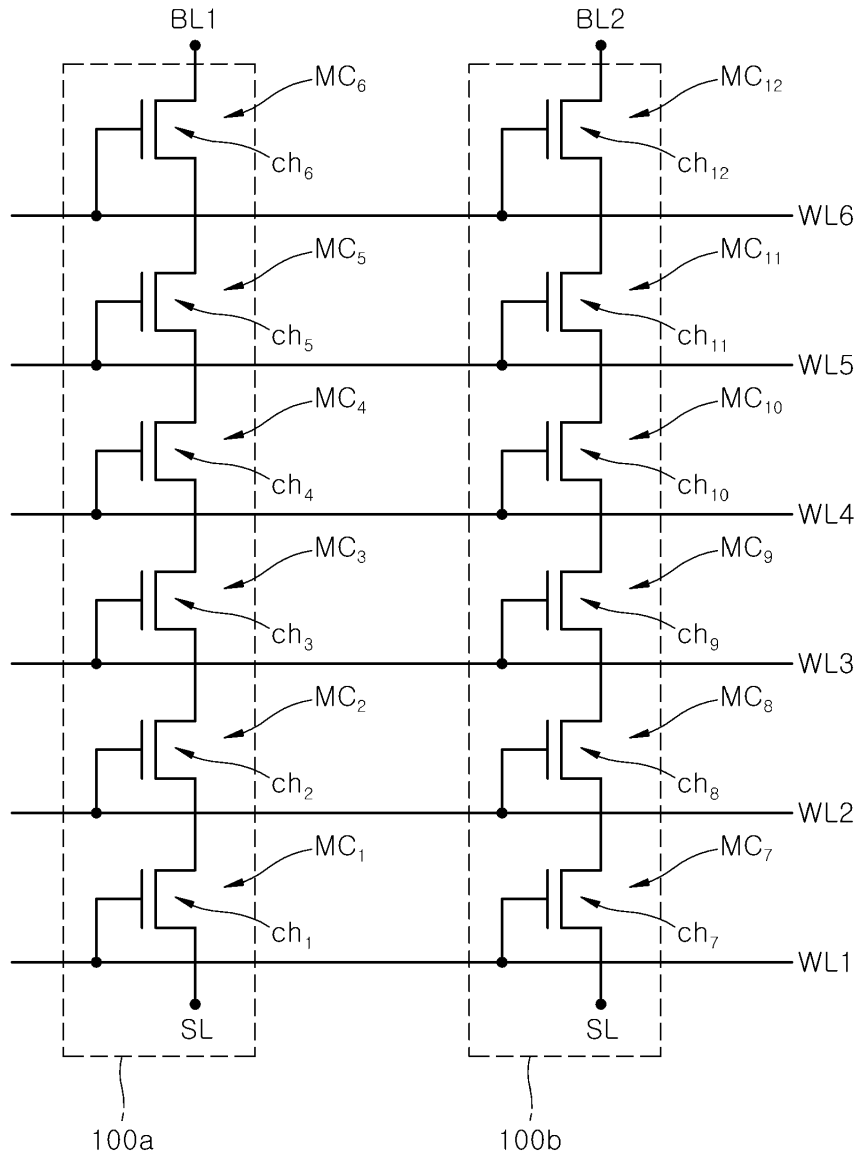 BL1 BL2
MC₆ MC₁₂
ch₆ ch₁₂
WL6
MC₅ MC₁₁
ch₅ ch₁₁
WL5
MC₄ MC₁₀
ch₄ ch₁₀
WL4
MC₃ MC₉
ch₃ ch₉
WL3
MC₂ MC₈
ch₂ ch₈
WL2
MC₁ MC₇
ch₁ ch₇
WL1
SL SL
100a 100b